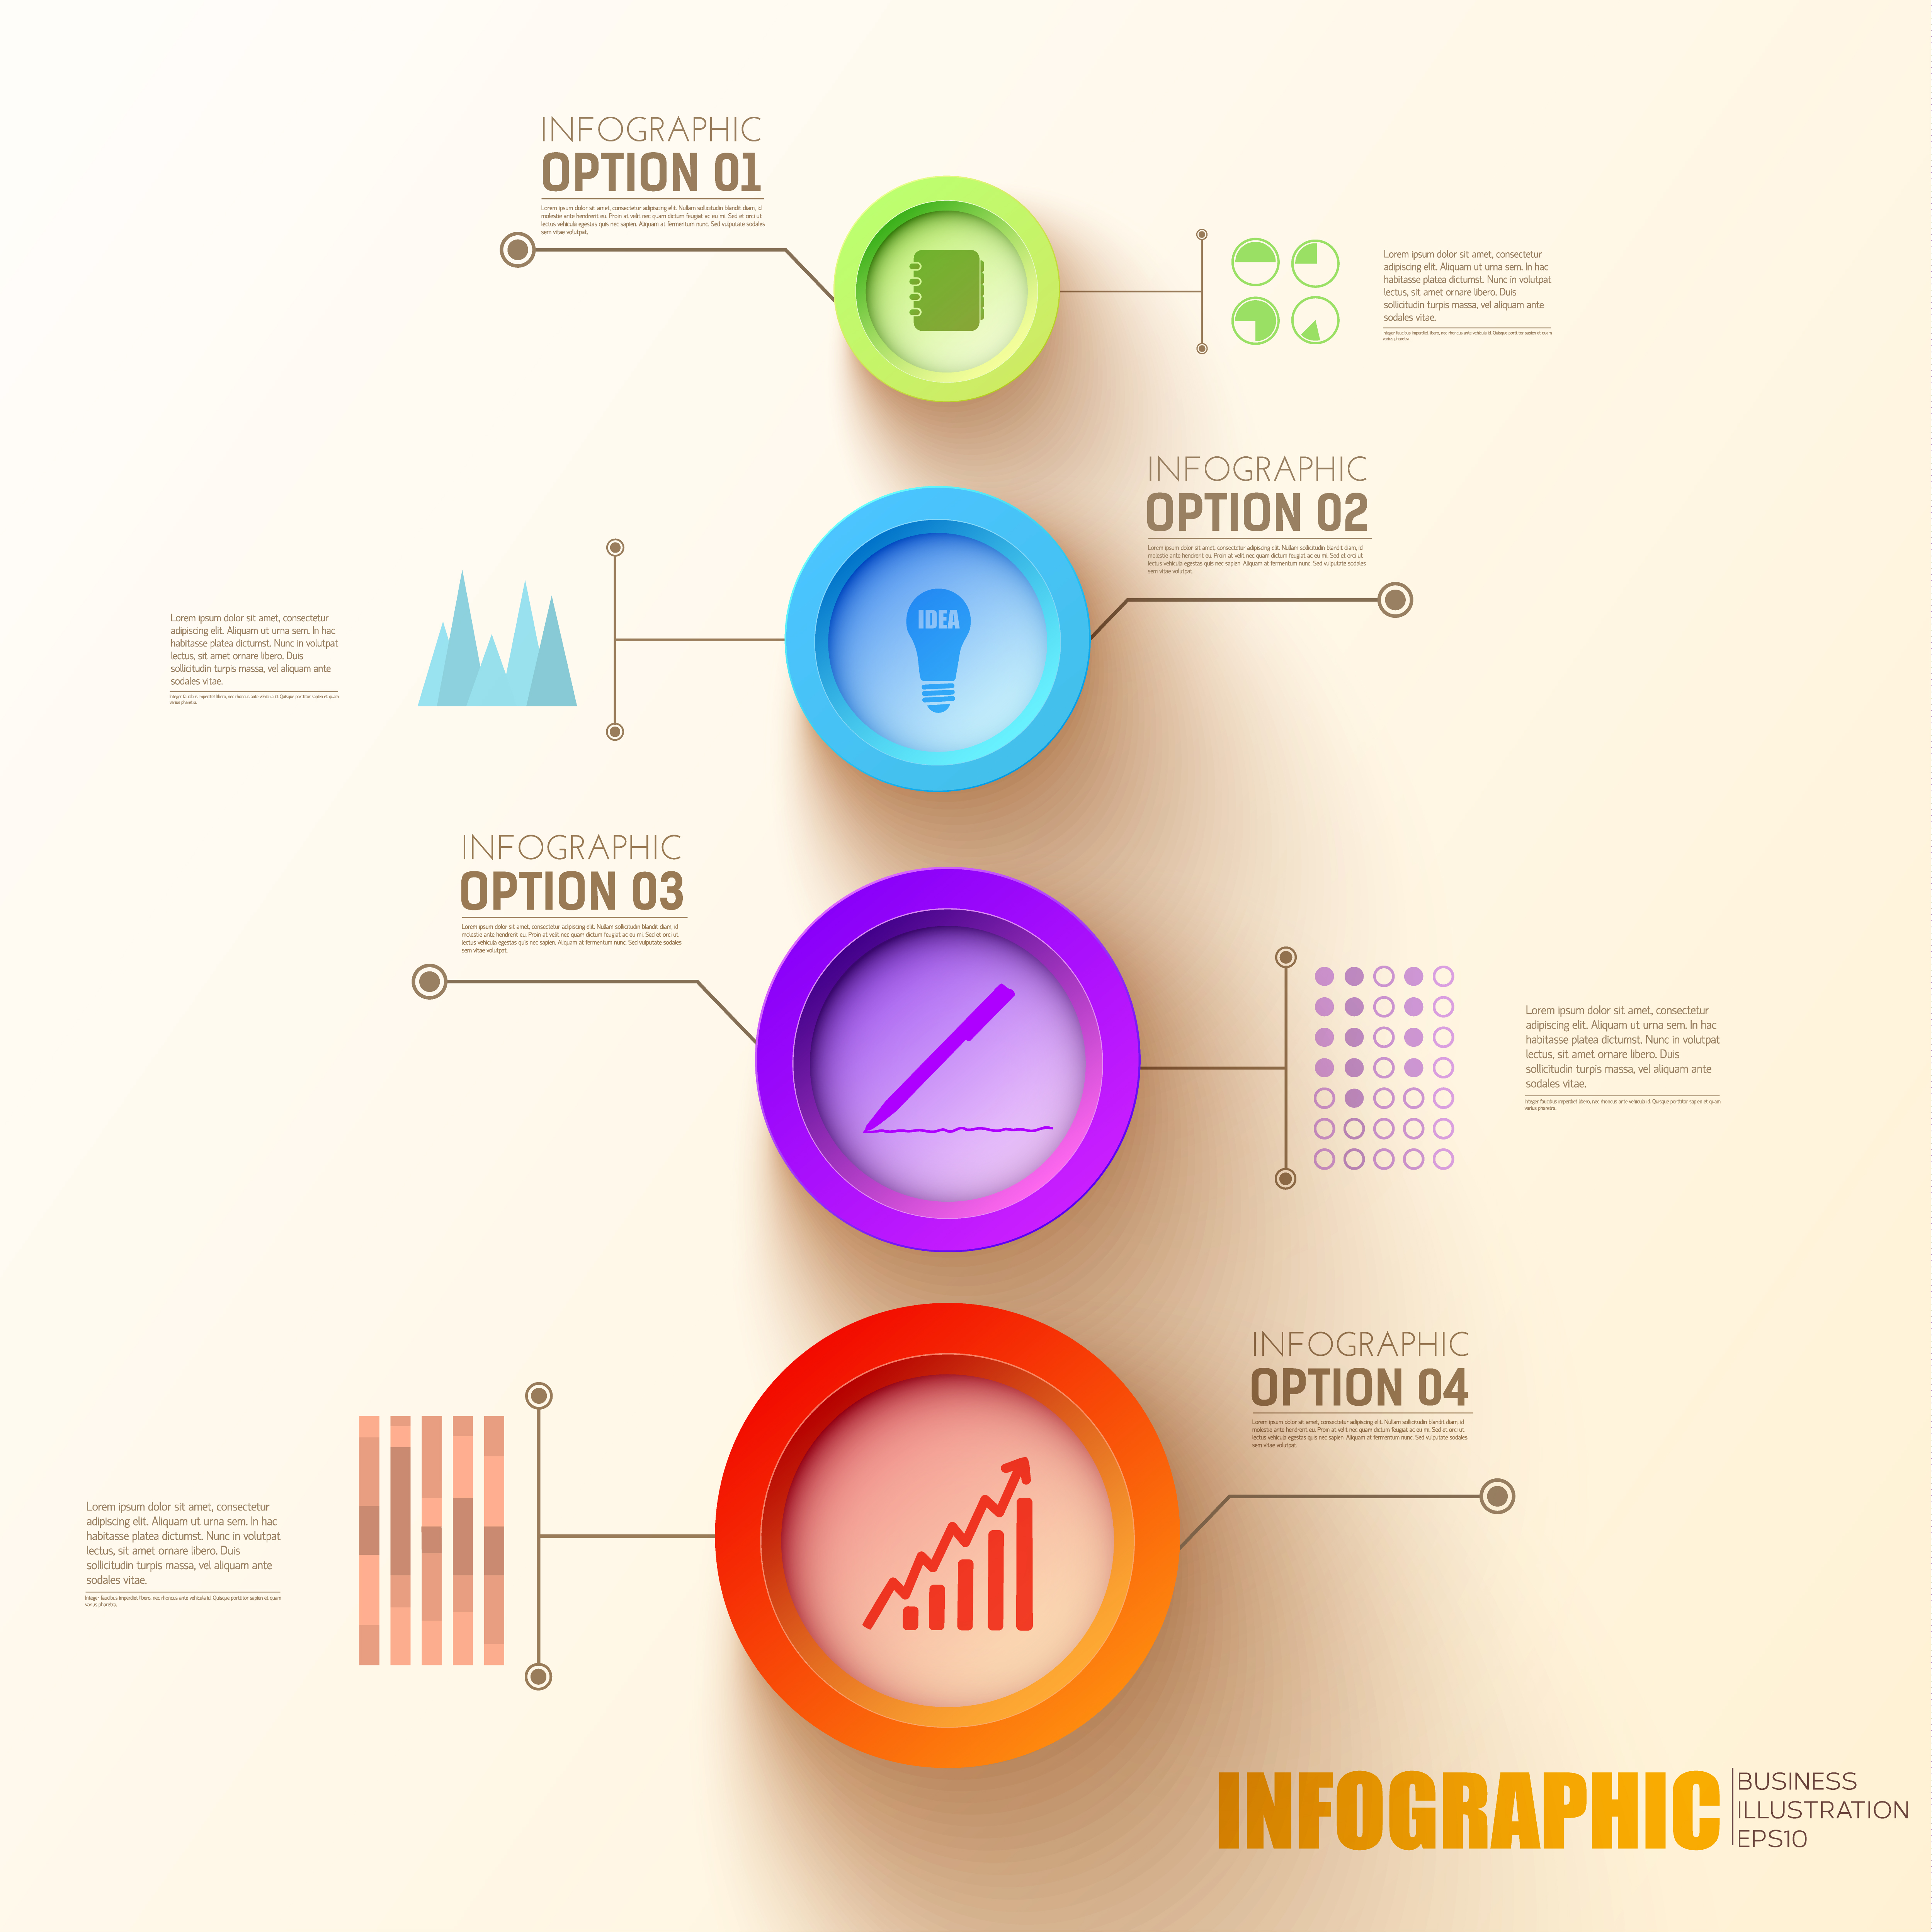 INFOGRAPHIC
OPTION 01
Lorem ipsum dolor sit amet, consectetur adipiscing elit. Nullam sollicitudin blandit diam, id
molestie ante hendrerit eu. Proin at velit nec quam dictum feugiat ac eu mi. Sed et orci ut
lectus vehicula egestas quis nec sapien. Aliquam at fermentum nunc. Sed vulputate sodales
sem vitae volutpat.
Lorem ipsum dolor sit amet, consectetur
adipiscing elit. Aliquam ut urna sem. In hac
habitasse platea dictumst. Nunc in volutpat
lectus, sit amet ornare libero. Duis
sollicitudin turpis massa, vel aliquam ante
sodales vitae.
Integer faucibus imperdiet libero, nec rhoncus ante vehicula id. Quisque porttitor sapien et quam
varius pharetra.
INFOGRAPHIC
OPTION 02
Lorem ipsum dolor sit amet, consectetur adipiscing elit. Nullam sollicitudin blandit diam, id
molestie ante hendrerit eu. Proin at velit nec quam dictum feugiat ac eu mi. Sed et orci ut
lectus vehicula egestas quis nec sapien. Aliquam at fermentum nunc. Sed vulputate sodales
sem vitae volutpat.
IDEA
Lorem ipsum dolor sit amet, consectetur
adipiscing elit. Aliquam ut urna sem. In hac
habitasse platea dictumst. Nunc in volutpat
lectus, sit amet ornare libero. Duis
sollicitudin turpis massa, vel aliquam ante
sodales vitae.
Integer faucibus imperdiet libero, nec rhoncus ante vehicula id. Quisque porttitor sapien et quam
varius pharetra.
INFOGRAPHIC
OPTION 03
Lorem ipsum dolor sit amet, consectetur adipiscing elit. Nullam sollicitudin blandit diam, id
molestie ante hendrerit eu. Proin at velit nec quam dictum feugiat ac eu mi. Sed et orci ut
lectus vehicula egestas quis nec sapien. Aliquam at fermentum nunc. Sed vulputate sodales
sem vitae volutpat.
Lorem ipsum dolor sit amet, consectetur
adipiscing elit. Aliquam ut urna sem. In hac
habitasse platea dictumst. Nunc in volutpat
lectus, sit amet ornare libero. Duis
sollicitudin turpis massa, vel aliquam ante
sodales vitae.
Integer faucibus imperdiet libero, nec rhoncus ante vehicula id. Quisque porttitor sapien et quam
varius pharetra.
INFOGRAPHIC
OPTION 04
Lorem ipsum dolor sit amet, consectetur adipiscing elit. Nullam sollicitudin blandit diam, id
molestie ante hendrerit eu. Proin at velit nec quam dictum feugiat ac eu mi. Sed et orci ut
lectus vehicula egestas quis nec sapien. Aliquam at fermentum nunc. Sed vulputate sodales
sem vitae volutpat.
Lorem ipsum dolor sit amet, consectetur
adipiscing elit. Aliquam ut urna sem. In hac
habitasse platea dictumst. Nunc in volutpat
lectus, sit amet ornare libero. Duis
sollicitudin turpis massa, vel aliquam ante
sodales vitae.
Integer faucibus imperdiet libero, nec rhoncus ante vehicula id. Quisque porttitor sapien et quam
varius pharetra.
INFOGRAPHIC
BUSINESS
ILLUSTRATION
EPS10